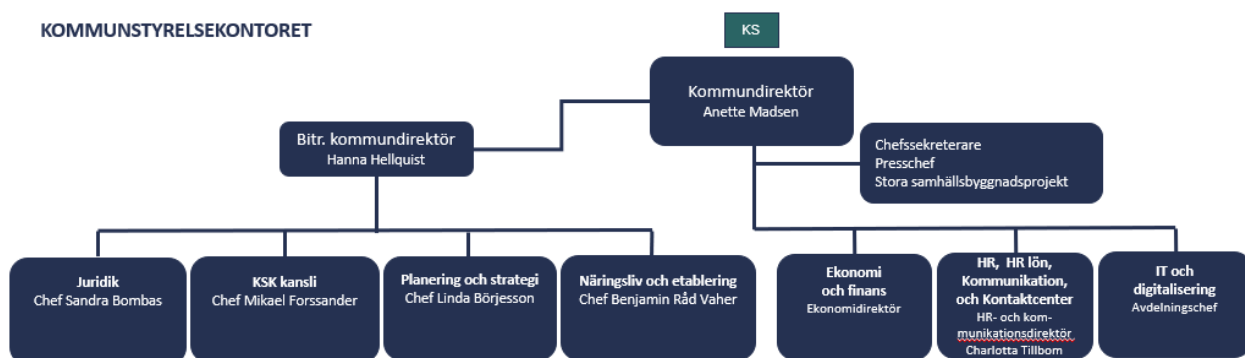 KOMMUNSTYRELSEKONTORET
KS
Kommundirektör
Anette Madsen
Bitr. kommundirektör
Hanna Hellquist
Chefssekreterare
Presschef
Stora samhällsbyggnadsprojekt
Juridik
Chef Sandra Bombas
KSK kansli
Chef Mikael Forssander
Planering och strategi
Chef Linda Börjesson
Näringsliv och etablering
Chef Benjamin Råd Vaher
Ekonomi
och finans
Ekonomidirektör
HR, HR lön,
Kommunikation,
och Kontaktcenter
HR- och kom-
munikationsdirektör
Charlotta Tillbom
IT och
digitalisering
Avdelningschef